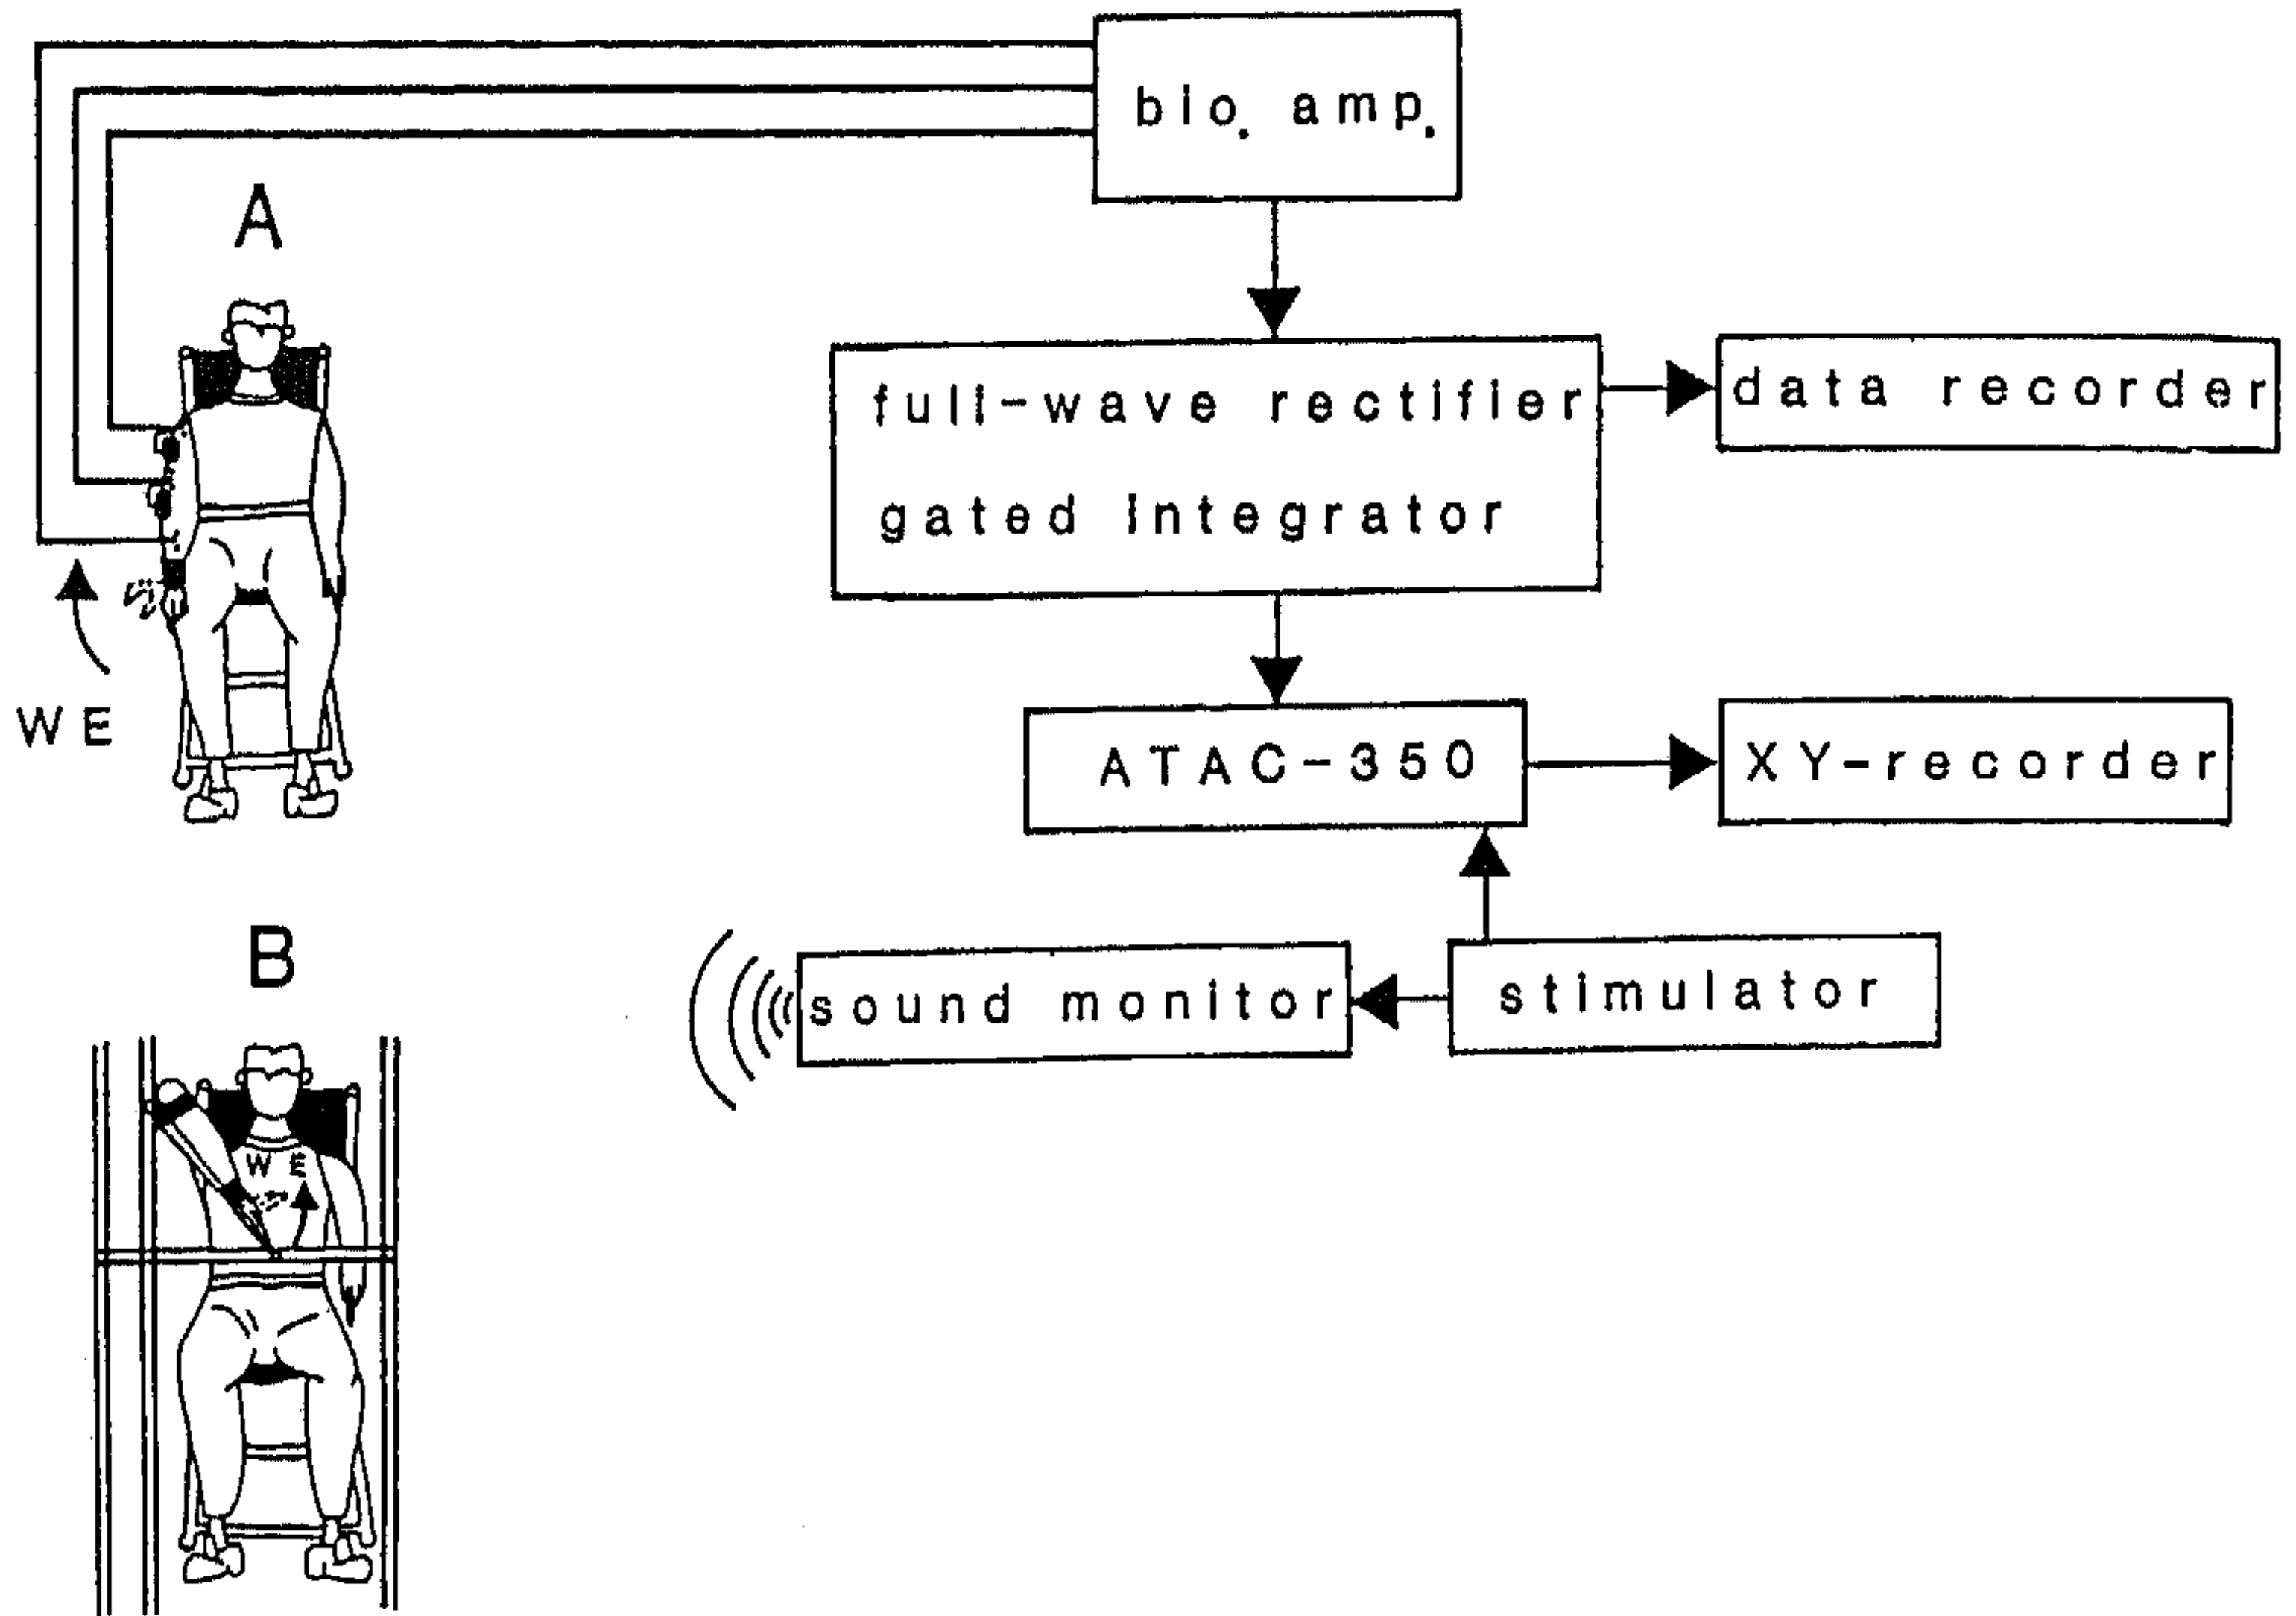 bio. amp.
A
full-wave rectifier
gated integrator
data recorder
WE
ATAC-350
XY-recorder
B
sound monitor
stimulator
WE